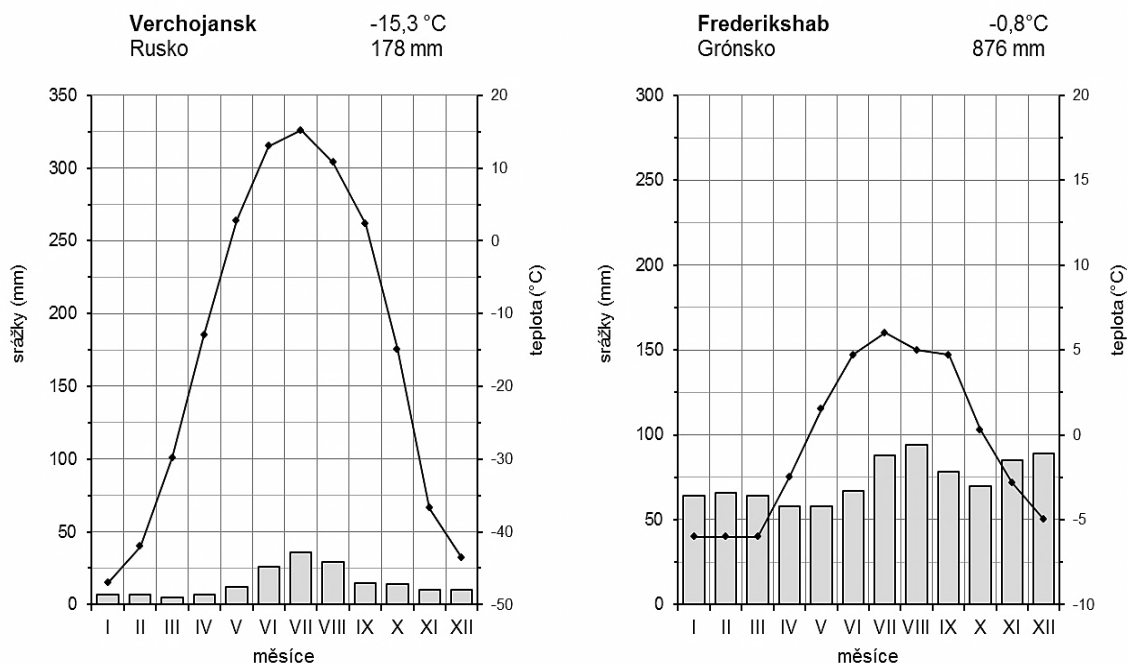 Verchojansk -15,3 °C
Rusko 178 mm
350
300
250
200
150
100
50
0
srážky (mm)
20
10
0
-10
-20
-30
-40
-50
teplota (°C)
I II III IV V VI VII VIII IX X XI XII
měsíce
Frederikshab -0,8°C
Grónsko 876 mm
300
250
200
150
100
50
0
srážky (mm)
20
15
10
5
0
-5
-10
teplota (°C)
I II III IV V VI VII VIII IX X XI XII
měsíce